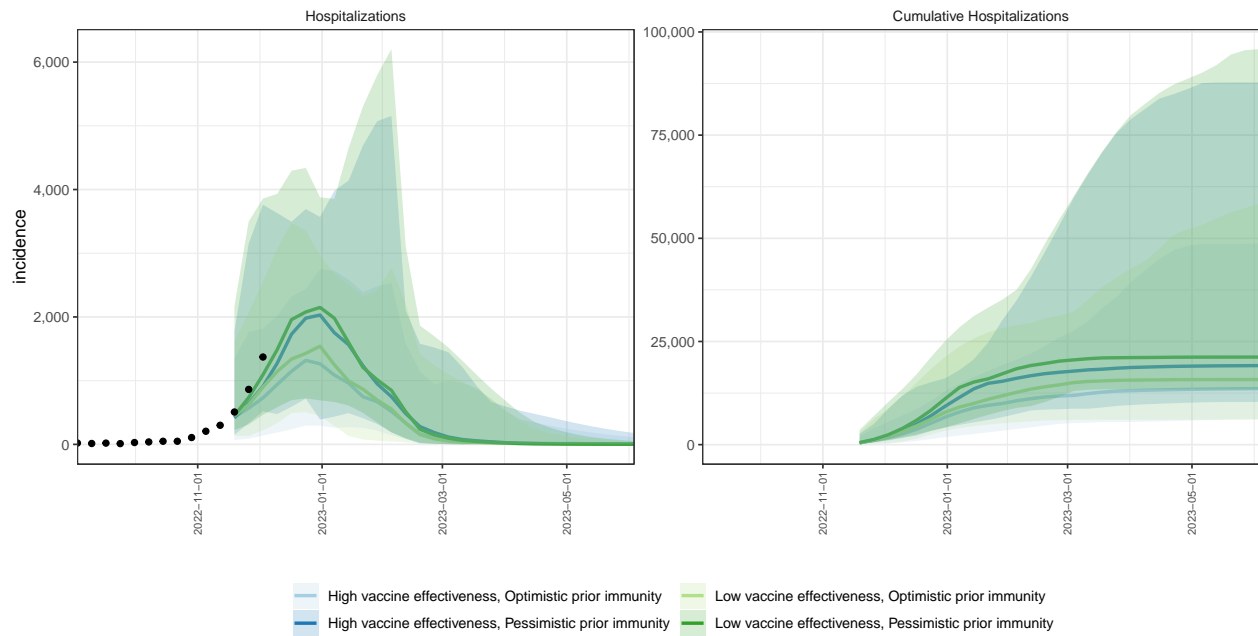 Hospitalizations
Cumulative Hospitalizations
incidence
6,000
4,000
2,000
0
100,000
75,000
50,000
25,000
0
2022−11−01
2023−01−01
2023−03−01
2023−05−01
2022−11−01
2023−01−01
2023−03−01
2023−05−01
High vaccine effectiveness, Optimistic prior immunity
Low vaccine effectiveness, Optimistic prior immunity
High vaccine effectiveness, Pessimistic prior immunity
Low vaccine effectiveness, Pessimistic prior immunity